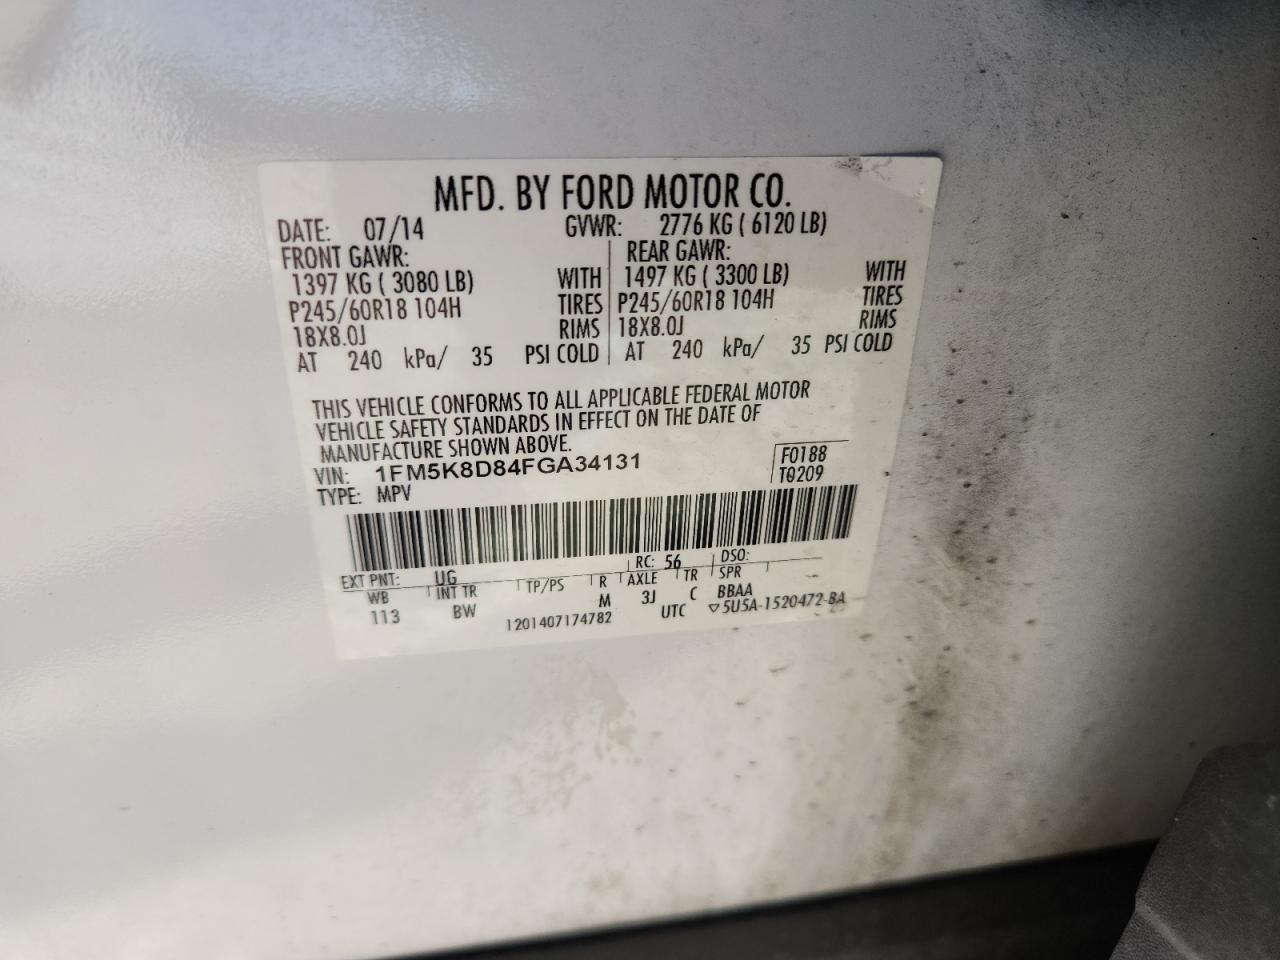 MFD. BY FORD MOTOR CO.
DATE: 07/14 GVWR: 2776 KG ( 6120 LB)
FRONT GAWR: REAR GAWR:
1397 KG ( 3080 LB) WITH 1497 KG ( 3300 LB) WITH
P245/60R18 104H TIRES P245/60R18 104H TIRES
18X8.0J RIMS 18X8.0J RIMS
AT 240 kPa/ 35 PSI COLD AT 240 kPa/ 35 PSI COLD
THIS VEHICLE CONFORMS TO ALL APPLICABLE FEDERAL MOTOR
VEHICLE SAFETY STANDARDS IN EFFECT ON THE DATE OF
MANUFACTURE SHOWN ABOVE.
VIN: 1FM5K8D84FGA34131 F0188
TYPE: MPV T0209
EXT PNT: UG RC: 56 DSO:
WB INT TR TP/PS R AXLE TR SPR
113 BW M 3J C BBAA
1201407174782 UTC ▽5U5A-1520472-BA